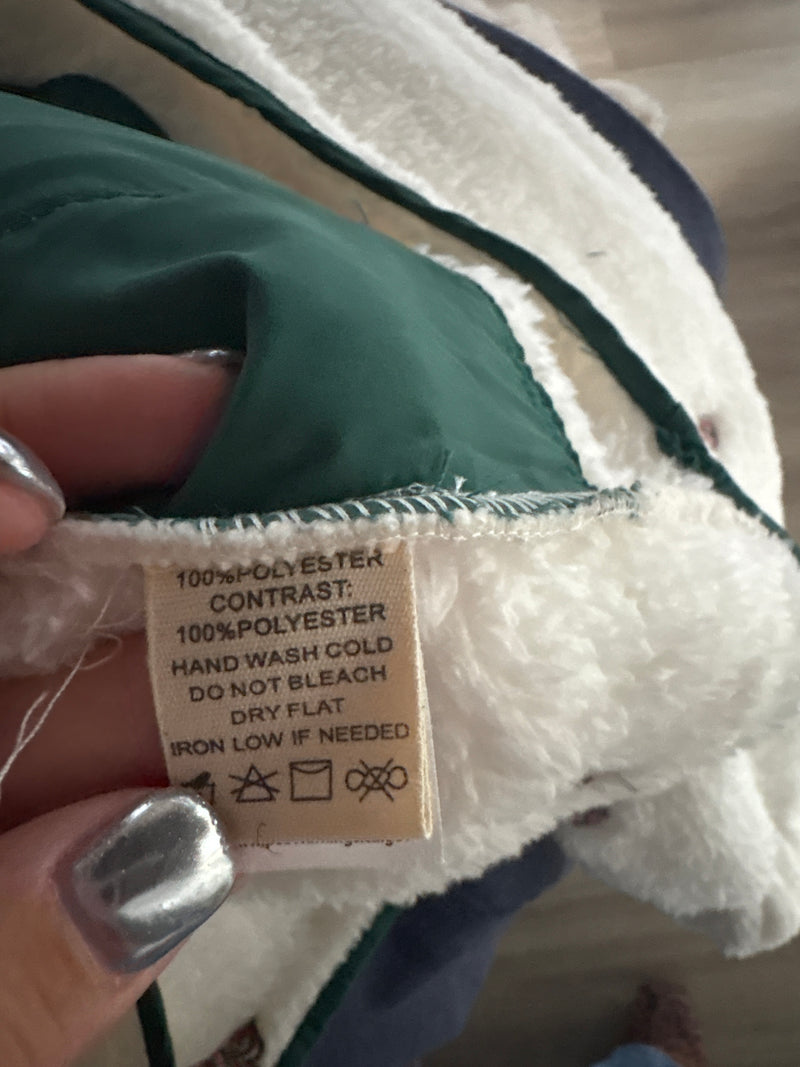 100%POLYESTER
CONTRAST:
100%POLYESTER
HAND WASH COLD
DO NOT BLEACH
DRY FLAT
IRON LOW IF NEEDED